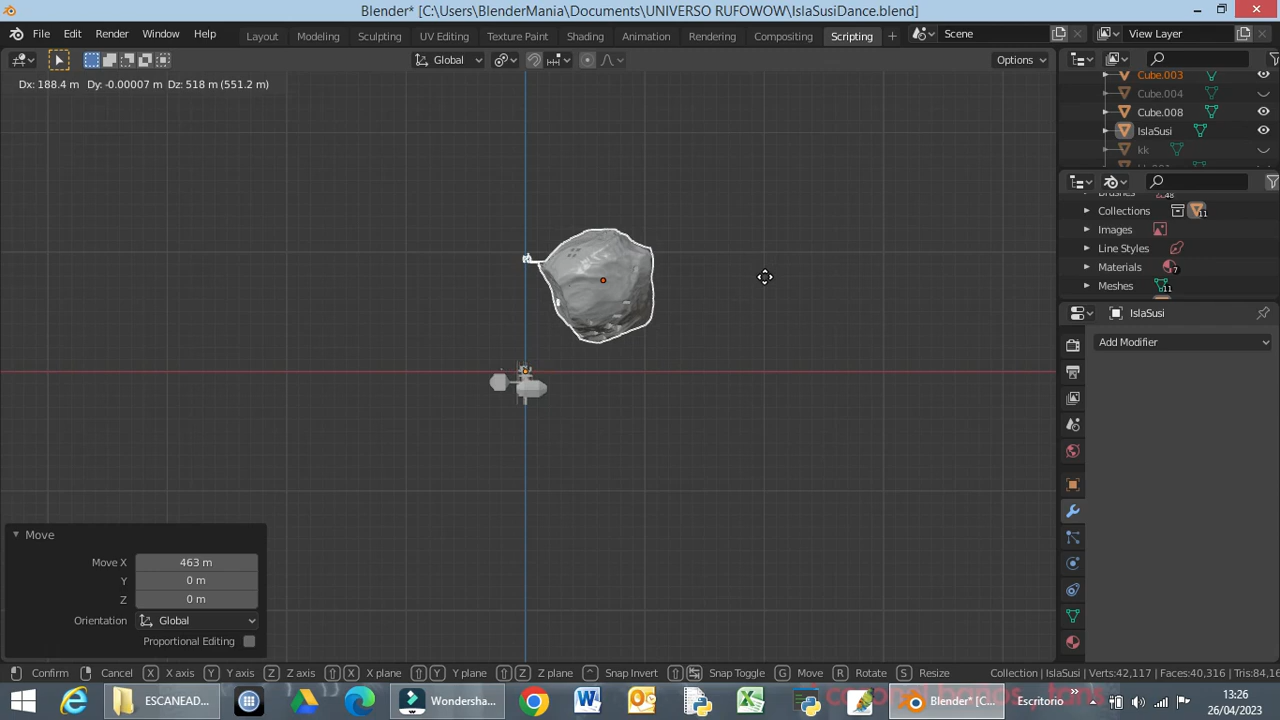 Blender* [C:\Users\BlenderMania\Documents\UNIVERSO RUFOWOW\IslaSusiDance.blend]
File Edit Render Window Help Layout Modeling Sculpting UV Editing Texture Paint Shading Animation Rendering Compositing Scripting Scene View Layer
Global Options
Dx: 188.4 m Dy: -0.00007 m Dz: 518 m (551.2 m)
Cube.003
Cube.004
Cube.008
IslaSusi
kk
Brushes 48
Collections 11
Images
Line Styles
Materials 7
Meshes 11
IslaSusi
Add Modifier
Move
Move X 463 m
Y 0 m
Z 0 m
Orientation Global
Proportional Editing
Confirm Cancel X X axis Y Y axis Z Z axis X X plane Y Y plane Z Z plane Snap Invert Snap Toggle G Move R Rotate S Resize Collection | IslaSusi | Verts:42,117 | Faces:40,316 | Tris:84,16
ESCANEAD... Wondersha... Blender* [C... Escritorio
13:26
26/04/2023